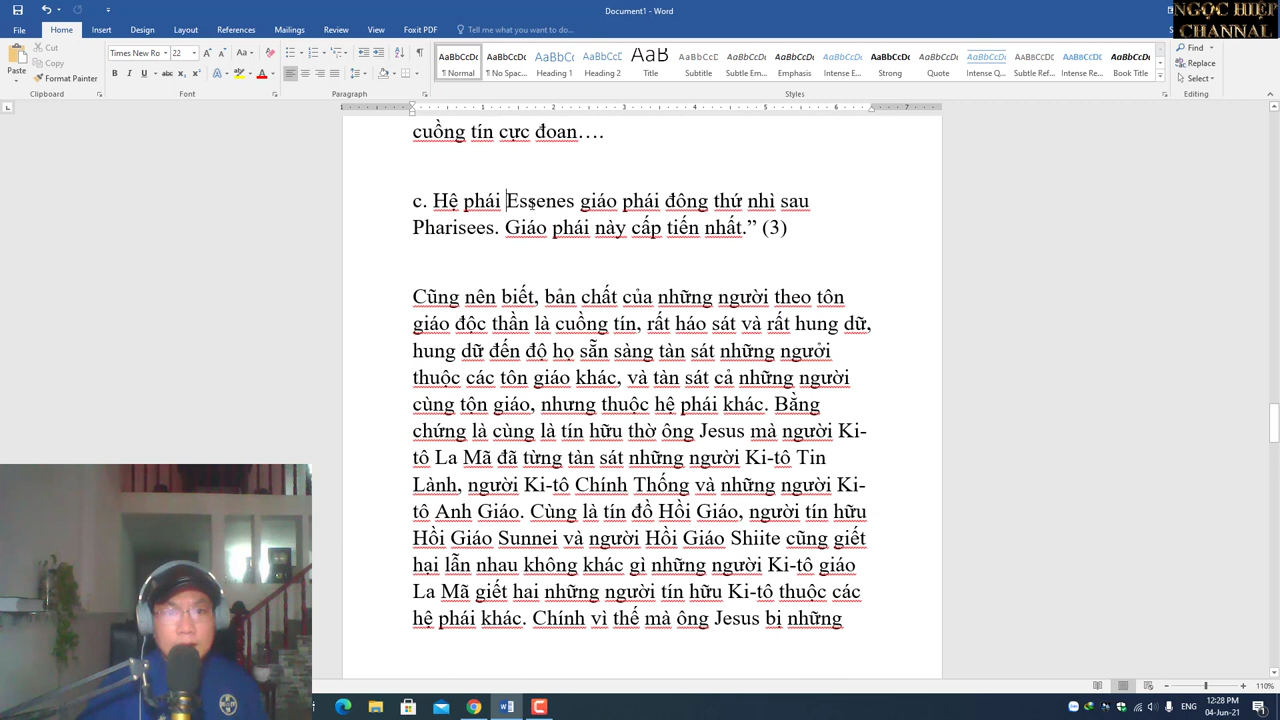 Document1 - Word
NGỌC HIỆP
CHANNEL
File Home Insert Design Layout References Mailings Review View Foxit PDF Tell me what you want to do...
Paste Cut Copy Format Painter
Times New Ro 22
¶ Normal ¶ No Spac... Heading 1 Heading 2 Title Subtitle Subtle Em... Emphasis Intense E... Strong Quote Intense Q... Subtle Ref... Intense Re... Book Title
Find Replace Select
Clipboard Font Paragraph Styles Editing
cuồng tín cực đoan….
c. Hệ phái Essenes giáo phái đông thứ nhì sau
Pharisees. Giáo phái này cấp tiến nhất.” (3)
Cũng nên biết, bản chất của những người theo tôn
giáo độc thần là cuồng tín, rất háo sát và rất hung dữ,
hung dữ đến độ họ sẵn sàng tàn sát những ngưởi
thuộc các tôn giáo khác, và tàn sát cả những người
cùng tộn giáo, nhưng thuộc hệ phái khác. Bằng
chứng là cùng là tín hữu thờ ông Jesus mà người Ki-
tô La Mã đã từng tàn sát những người Ki-tô Tin
Lành, người Ki-tô Chính Thống và những người Ki-
tô Anh Giáo. Cùng là tín đồ Hồi Giáo, người tín hữu
Hồi Giáo Sunnei và người Hồi Giáo Shiite cũng giết
hại lẫn nhau không khác gì những người Ki-tô giáo
La Mã giết hai những người tín hữu Ki-tô thuộc các
hệ phái khác. Chính vì thế mà ông Jesus bị những
110%
12:28 PM
04-Jun-21